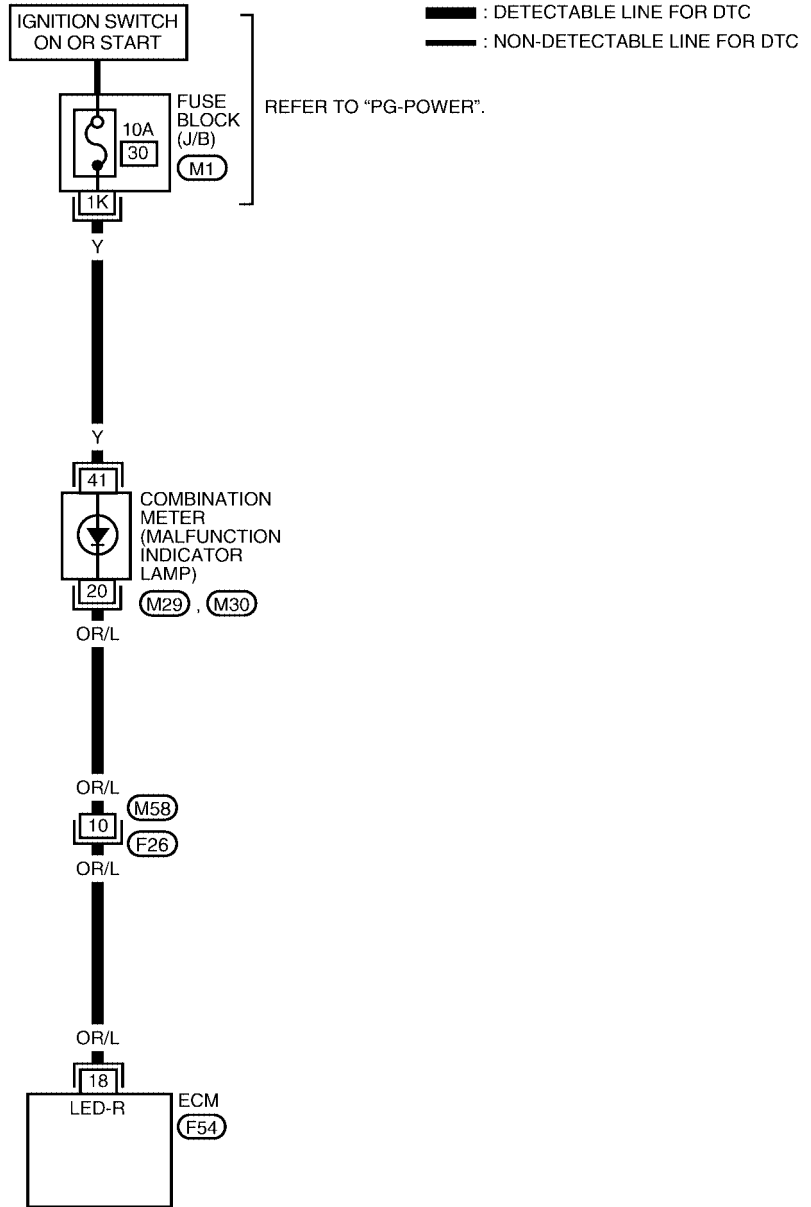 IGNITION SWITCH
ON OR START
: DETECTABLE LINE FOR DTC
: NON-DETECTABLE LINE FOR DTC
FUSE
BLOCK
(J/B)
10A
30
M1
REFER TO “PG-POWER”.
1K
Y
Y
41
COMBINATION
METER
(MALFUNCTION
INDICATOR
LAMP)
20
M29 , M30
OR/L
OR/L
M58
10
F26
OR/L
OR/L
18
LED-R
ECM
F54